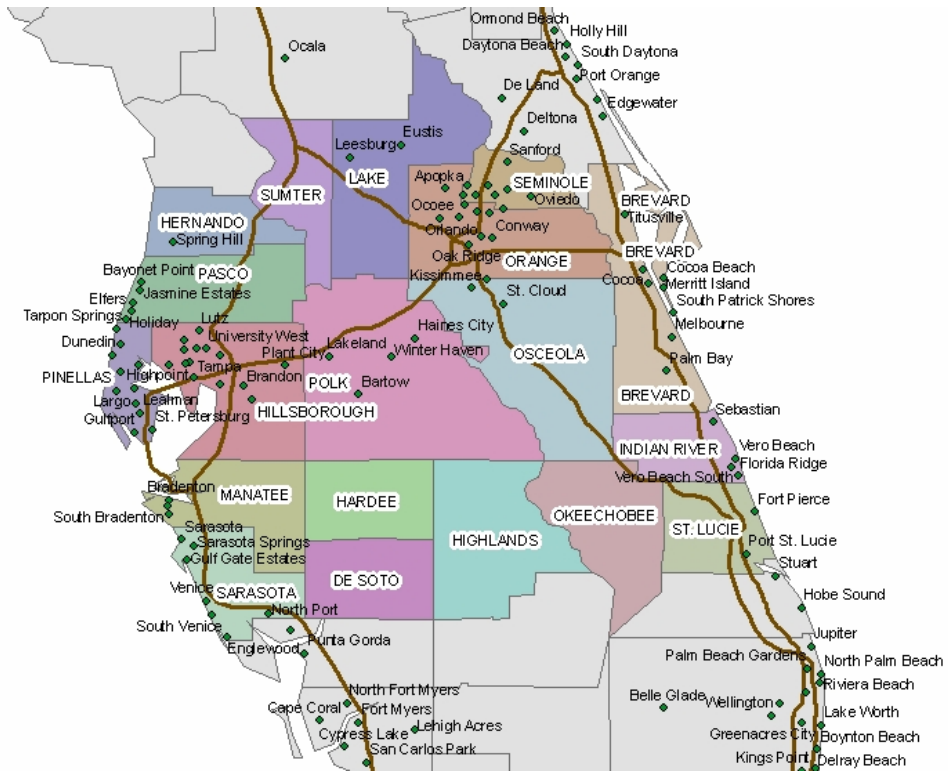 Ormond Beach
Holly Hill
Daytona Beach
Ocala
South Daytona
Port Orange
De Land
Edgewater
Deltona
Eustis
Leesburg
Sanford
LAKE
Apopka
SEMINOLE
SUMTER
Oviedo
BREVARD
Ocoee
Titusville
HERNANDO
Orlando
Conway
Spring Hill
Oak Ridge
ORANGE
BREVARD
Bayonet Point
PASCO
Kissimmee
Cocoa
Cocoa Beach
Merritt Island
Jasmine Estates
St. Cloud
South Patrick Shores
Elfers
Tarpon Springs
Holiday
Lutz
Haines City
Melbourne
University West
Dunedin
Plant City
Lakeland
Winter Haven
OSCEOLA
Palm Bay
PINELLAS
Highpoint
Tampa
Brandon
POLK
Bartow
BREVARD
Largo
Lealman
HILLSBOROUGH
Sebastian
Gulfport
St. Petersburg
INDIAN RIVER
Vero Beach
Florida Ridge
Vero Beach South
Bradenton
MANATEE
HARDEE
Fort Pierce
South Bradenton
OKEECHOBEE
ST. LUCIE
Sarasota
HIGHLANDS
Sarasota Springs
Port St. Lucie
Gulf Gate Estates
Stuart
DE SOTO
Venice
SARASOTA
Hobe Sound
North Port
South Venice
Punta Gorda
Jupiter
Englewood
Palm Beach Gardens
North Palm Beach
Riviera Beach
North Fort Myers
Belle Glade
Wellington
Cape Coral
Fort Myers
Lake Worth
Lehigh Acres
Cypress Lake
Greenacres City
Boynton Beach
San Carlos Park
Kings Point
Delray Beach